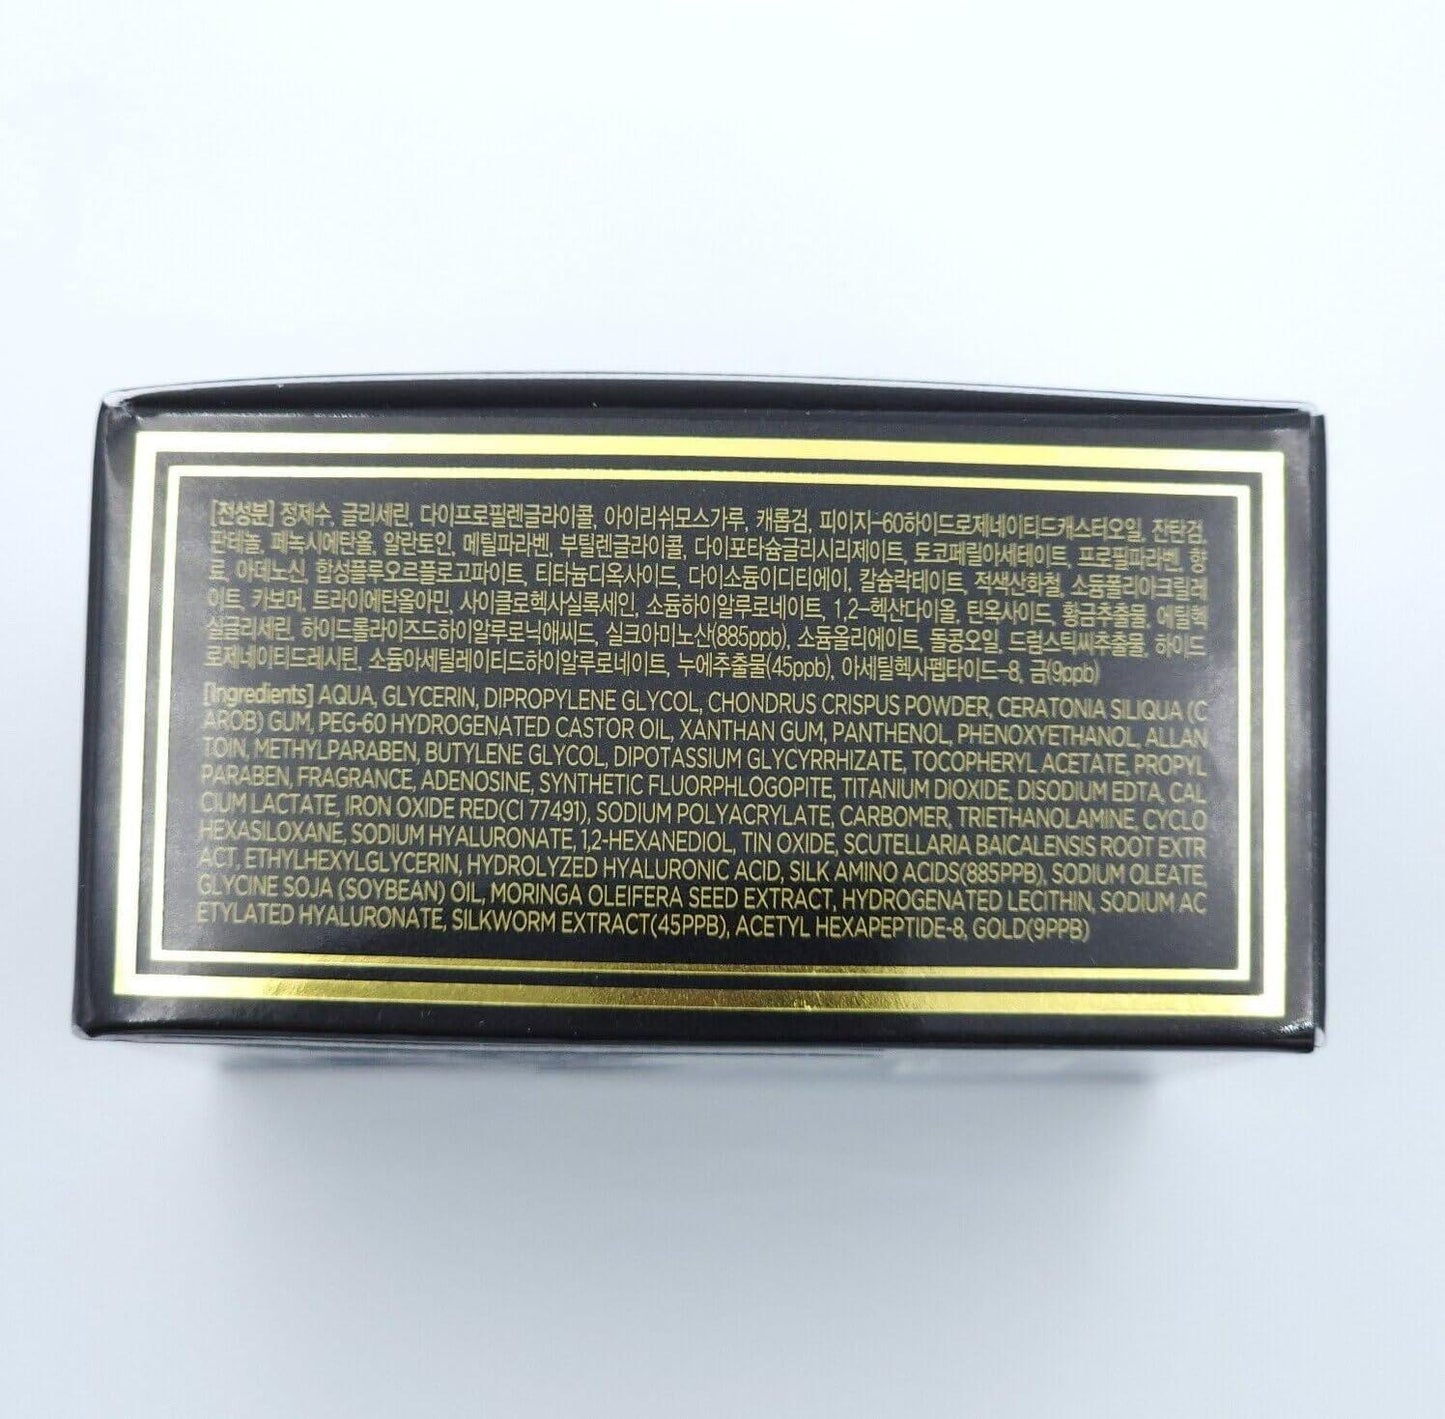 [전성분] 정제수, 글리세린, 다이프로필렌글라이콜, 아이리쉬모스가루, 캐롭검, 피이지-60하이드로제네이티드캐스터오일, 잔탄검,
판테놀, 페녹시에탄올, 알란토인, 메틸파라벤, 부틸렌글라이콜, 다이포타슘글리시리제이트, 토코페릴아세테이트, 프로필파라벤, 향
료, 아데노신, 합성플루오르플로고파이트, 티타늄디옥사이드, 다이소듐이디티에이, 칼슘락테이트, 적색산화철, 소듐폴리아크릴레
이트, 카보머, 트라이에탄올아민, 사이클로헥사실록세인, 소듐하이알루로네이트, 1,2-헥산다이올, 틴옥사이드, 황금추출물, 에틸헥
실글리세린, 하이드롤라이즈드하이알루로닉애씨드, 실크아미노산(885ppb), 소듐올리에이트, 돌콩오일, 드럼스틱씨추출물, 하이드
로제네이티드레시틴, 소듐아세틸레이티드하이알루로네이트, 누에추출물(45ppb), 아세틸헥사펩타이드-8, 금(9ppb)
[Ingredients] AQUA, GLYCERIN, DIPROPYLENE GLYCOL, CHONDRUS CRISPUS POWDER, CERATONIA SILIQUA (C
AROB) GUM, PEG-60 HYDROGENATED CASTOR OIL, XANTHAN GUM, PANTHENOL, PHENOXYETHANOL, ALLAN
TOIN, METHYLPARABEN, BUTYLENE GLYCOL, DIPOTASSIUM GLYCYRRHIZATE, TOCOPHERYL ACETATE, PROPYL
PARABEN, FRAGRANCE, ADENOSINE, SYNTHETIC FLUORPHLOGOPITE, TITANIUM DIOXIDE, DISODIUM EDTA, CAL
CIUM LACTATE, IRON OXIDE RED(CI 77491), SODIUM POLYACRYLATE, CARBOMER, TRIETHANOLAMINE, CYCLO
HEXASILOXANE, SODIUM HYALURONATE, 1,2-HEXANEDIOL, TIN OXIDE, SCUTELLARIA BAICALENSIS ROOT EXTR
ACT, ETHYLHEXYLGLYCERIN, HYDROLYZED HYALURONIC ACID, SILK AMINO ACIDS(885PPB), SODIUM OLEATE,
GLYCINE SOJA (SOYBEAN) OIL, MORINGA OLEIFERA SEED EXTRACT, HYDROGENATED LECITHIN, SODIUM AC
ETYLATED HYALURONATE, SILKWORM EXTRACT(45PPB), ACETYL HEXAPEPTIDE-8, GOLD(9PPB)